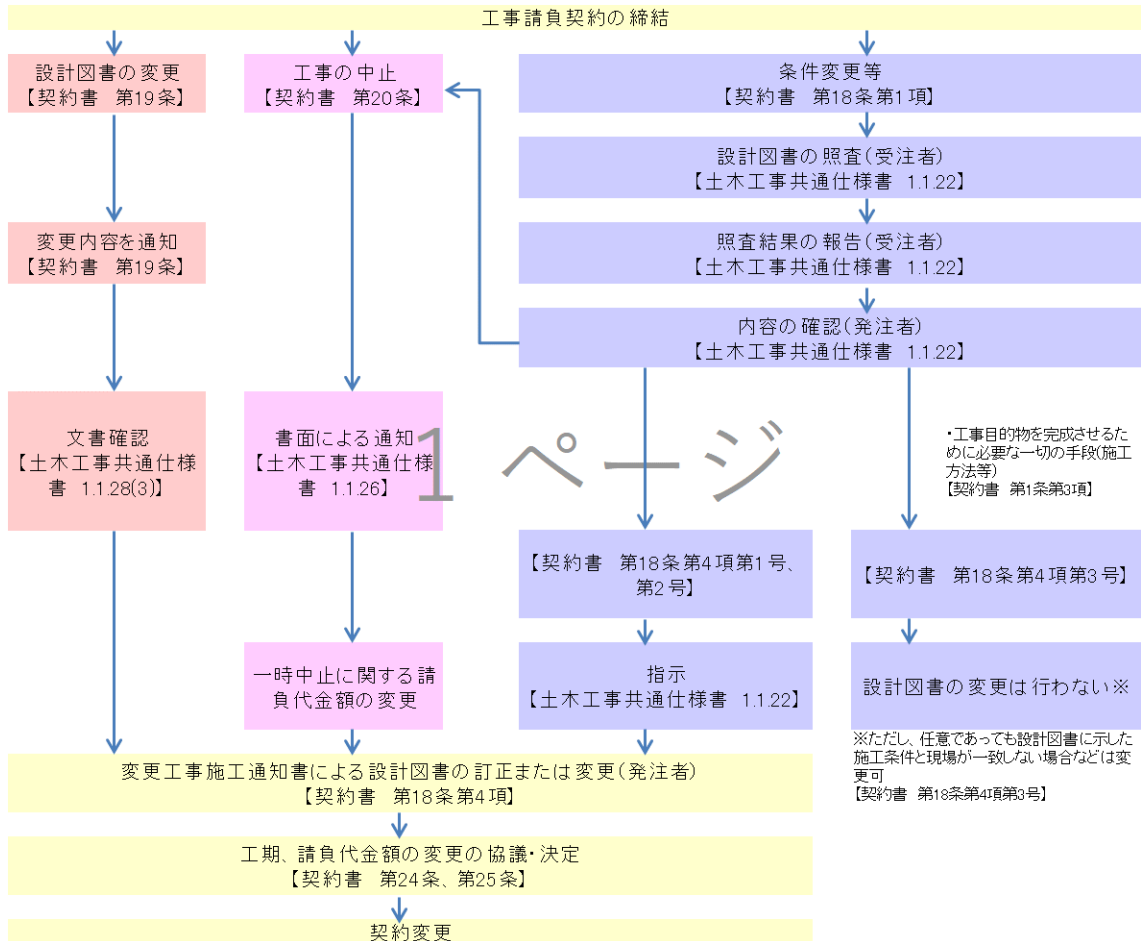 工事請負契約の締結
設計図書の変更
【契約書 第19条】
工事の中止
【契約書 第20条】
条件変更等
【契約書 第18条第1項】
設計図書の照査(受注者)
【土木工事共通仕様書 1.1.22】
変更内容を通知
【契約書 第19条】
照査結果の報告(受注者)
【土木工事共通仕様書 1.1.22】
内容の確認(発注者)
【土木工事共通仕様書 1.1.22】
文書確認
【土木工事共通仕様
書 1.1.28(3)】
書面による通知
【土木工事共通仕様
書 1.1.26】
1 ページ
・工事目的物を完成させるた
めに必要な一切の手段(施工
方法等)
【契約書 第1条第3項】
【契約書 第18条第4項第1号、
第2号】
【契約書 第18条第4項第3号】
一時中止に関する請
負代金額の変更
指示
【土木工事共通仕様書 1.1.22】
設計図書の変更は行わない※
※ただし、任意であっても設計図書に示した
施工条件と現場が一致しない場合などは変
更可
【契約書 第18条第4項第3号】
変更工事施工通知書による設計図書の訂正または変更(発注者)
【契約書 第18条第4項】
工期、請負代金額の変更の協議・決定
【契約書 第24条、第25条】
契約変更